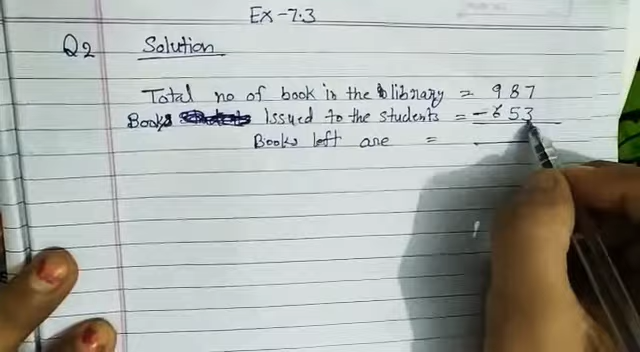 Ex-7.3
Q2 Solution
Total no of book in the library = 987
Books Issued to the students = -653
Books left are =